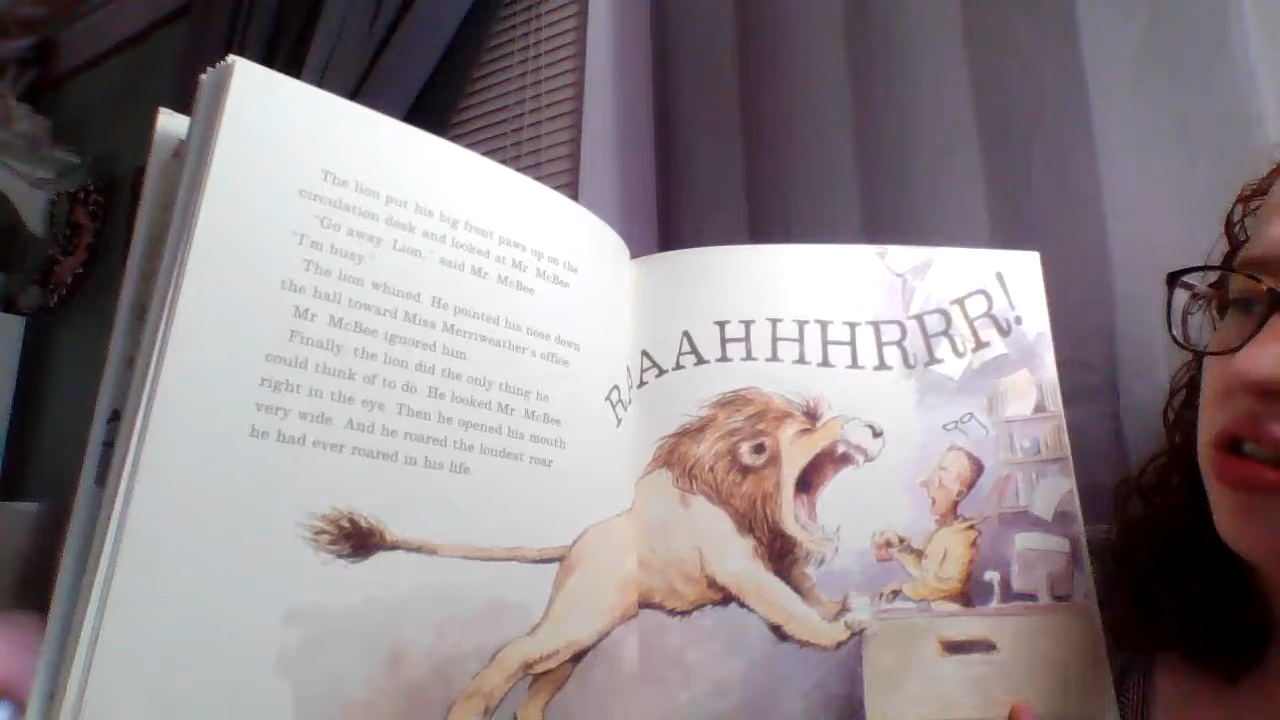 The lion put his big front paws up on the
circulation desk and looked at Mr. McBee.
"Go away, Lion," said Mr. McBee.
"I'm busy."
The lion whined. He pointed his nose down
the hall toward Miss Merriweather's office.
Mr. McBee ignored him.
Finally, the lion did the only thing he
could think of to do. He looked Mr. McBee
right in the eye. Then he opened his mouth
very wide. And he roared the loudest roar
he had ever roared in his life.
RAAAHHHHRRR!